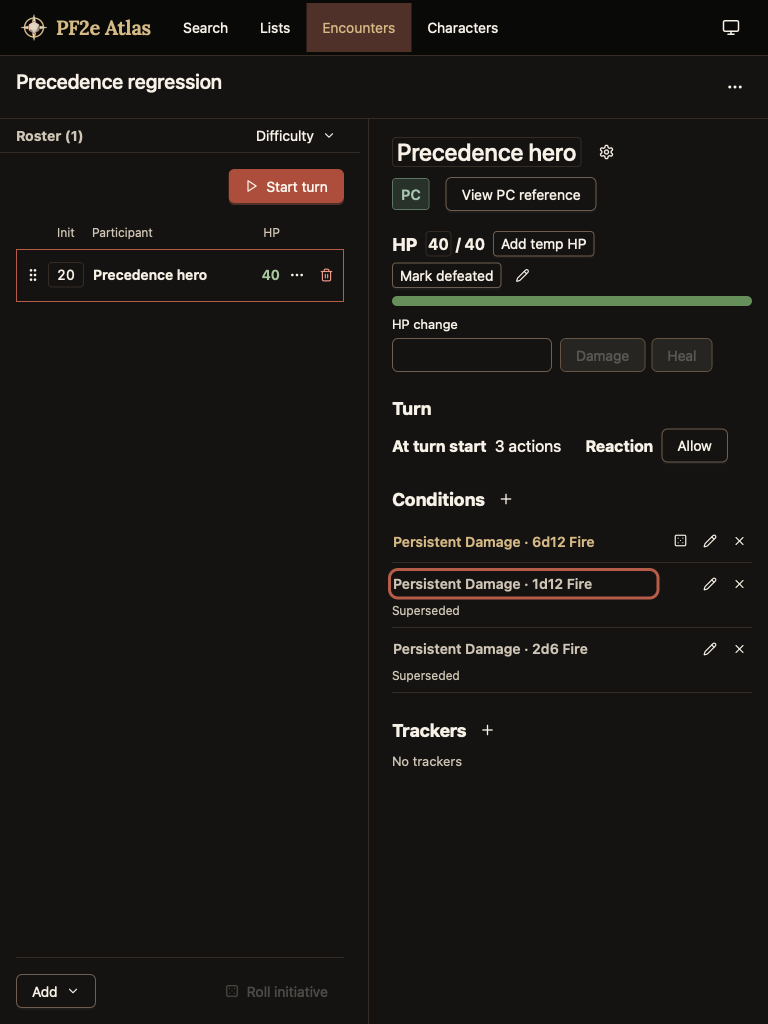 PF2e Atlas
Search
Lists
Encounters
Characters
Precedence regression
Roster (1)
Difficulty
Start turn
Init
Participant
HP
20
Precedence hero
40
Add
Roll initiative
Precedence hero
PC
View PC reference
HP 40 / 40
Add temp HP
Mark defeated
HP change
Damage
Heal
Turn
At turn start 3 actions
Reaction
Allow
Conditions
Persistent Damage · 6d12 Fire
Persistent Damage · 1d12 Fire
Superseded
Persistent Damage · 2d6 Fire
Superseded
Trackers
No trackers